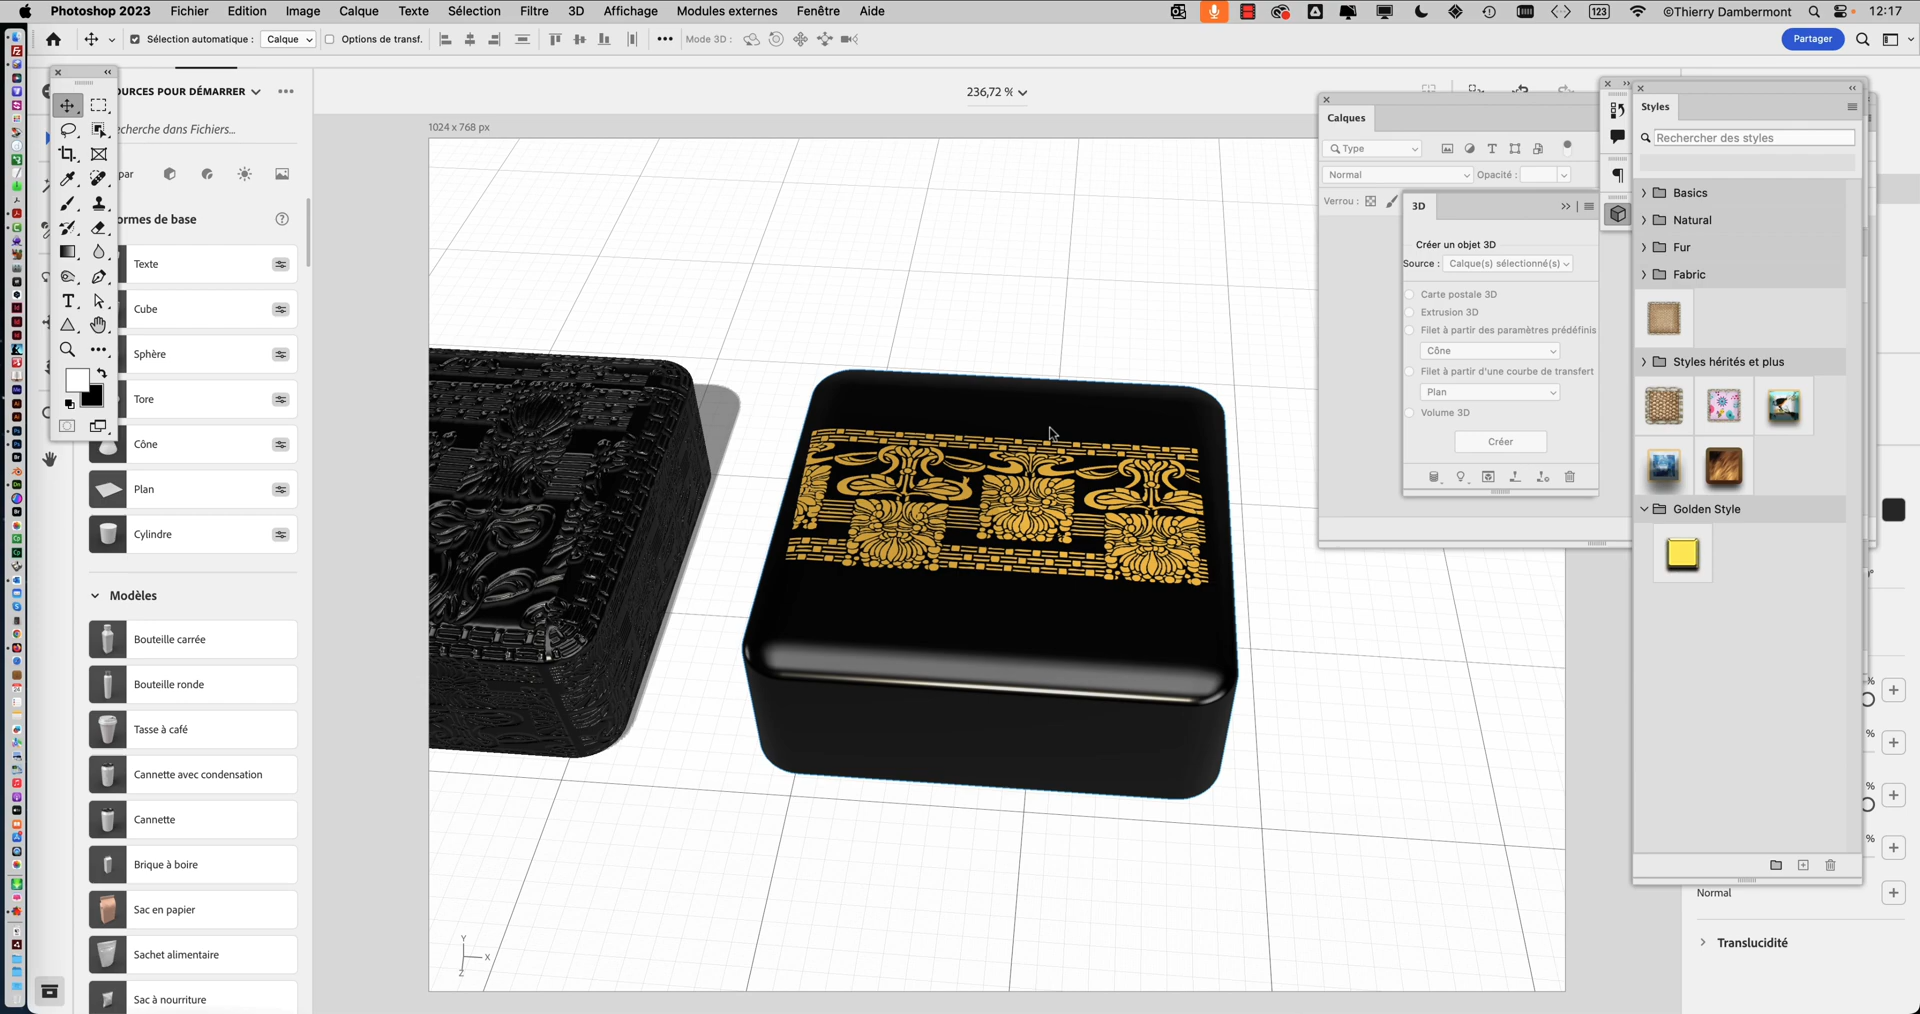 Photoshop 2023 Fichier Edition Image Calque Texte Sélection Filtre 3D Affichage Modules externes Fenêtre Aide 123 ©Thierry Dambermont 12:17
Sélection automatique : Calque Options de transf. Mode 3D : Partager
OURCES POUR DÉMARRER
236,72 %
echerche dans Fichiers...
1024 x 768 px
par
ormes de base
Texte
Cube
Sphère
Tore
Cône
Plan
Cylindre
Modèles
Bouteille carrée
Bouteille ronde
Tasse à café
Cannette avec condensation
Cannette
Brique à boire
Sac en papier
Sachet alimentaire
Sac à nourriture
Y
X
Z
Calques
Type
Normal Opacité :
Verrou :
3D
Créer un objet 3D
Source : Calque(s) sélectionné(s)
Carte postale 3D
Extrusion 3D
Filet à partir des paramètres prédéfinis
Cône
Filet à partir d'une courbe de transfert
Plan
Volume 3D
Créer
Styles
Rechercher des styles
Basics
Natural
Fur
Fabric
Styles hérités et plus
Golden Style
%
%
%
%
Normal
Translucidité